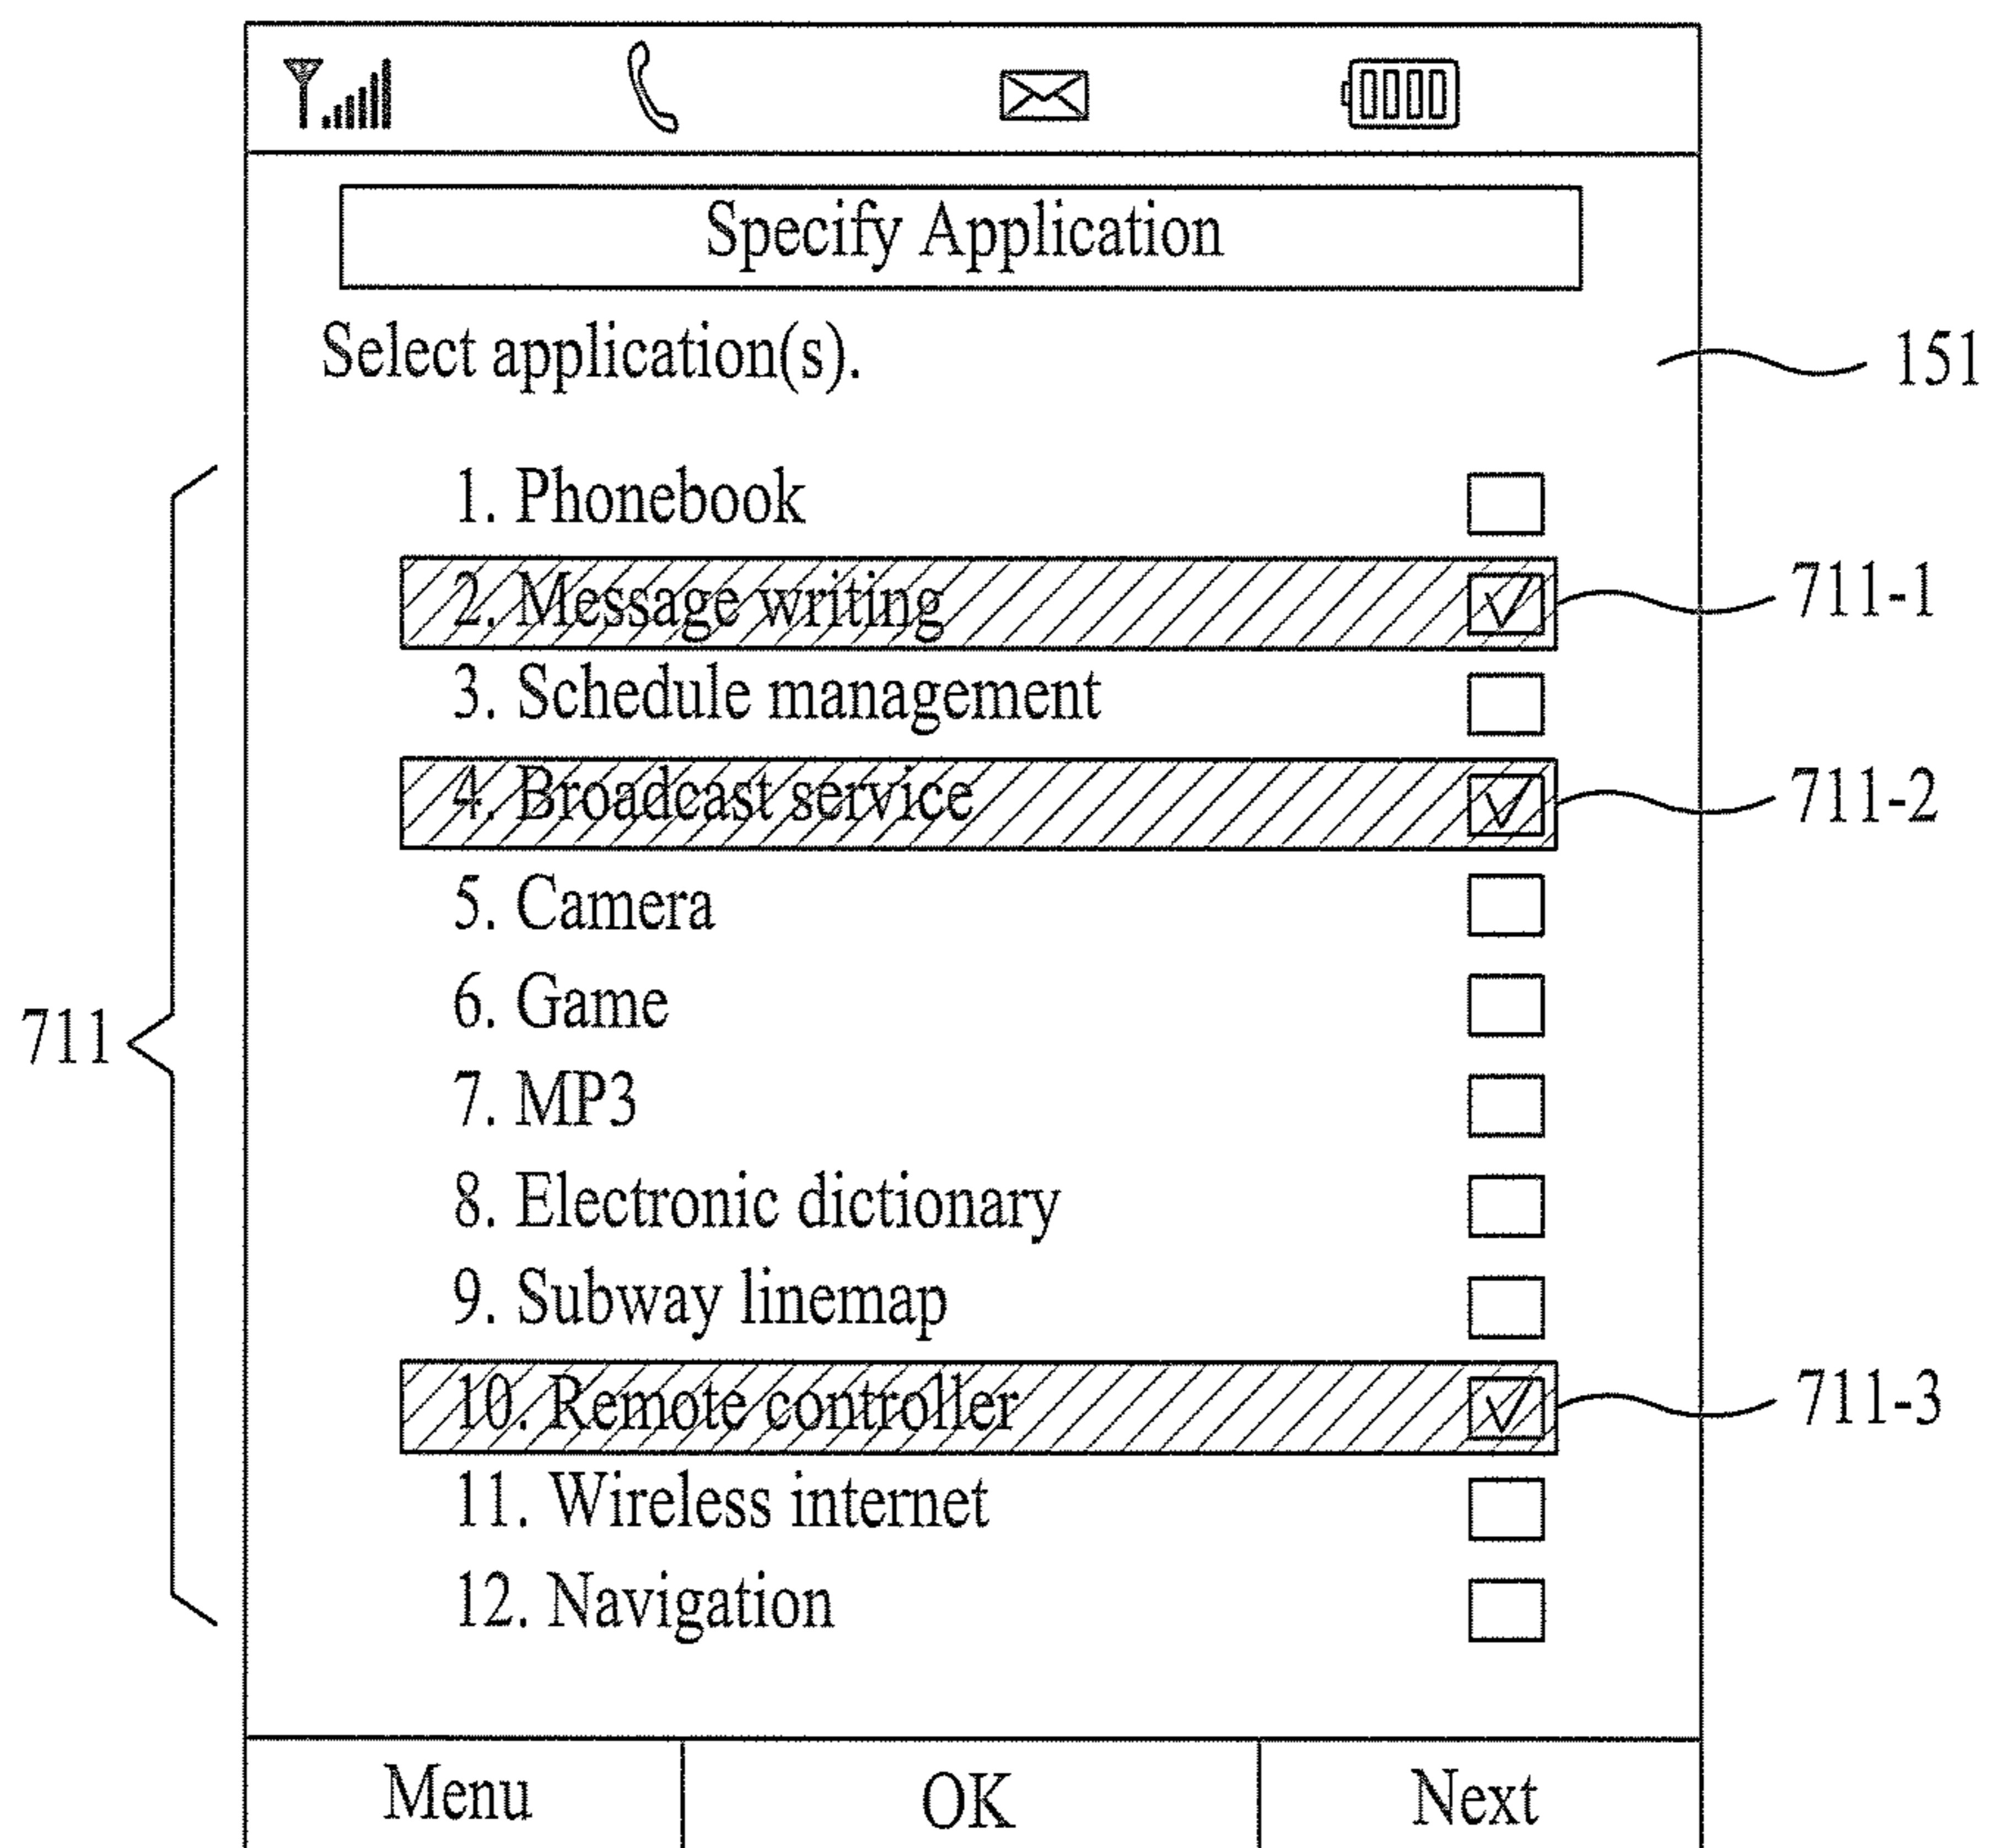 Specify Application
Select application(s).
151
1. Phonebook
2. Message writing
711-1
3. Schedule management
4. Broadcast service
711-2
5. Camera
6. Game
711
7. MP3
8. Electronic dictionary
9. Subway linemap
10. Remote controller
711-3
11. Wireless internet
12. Navigation
Menu OK Next